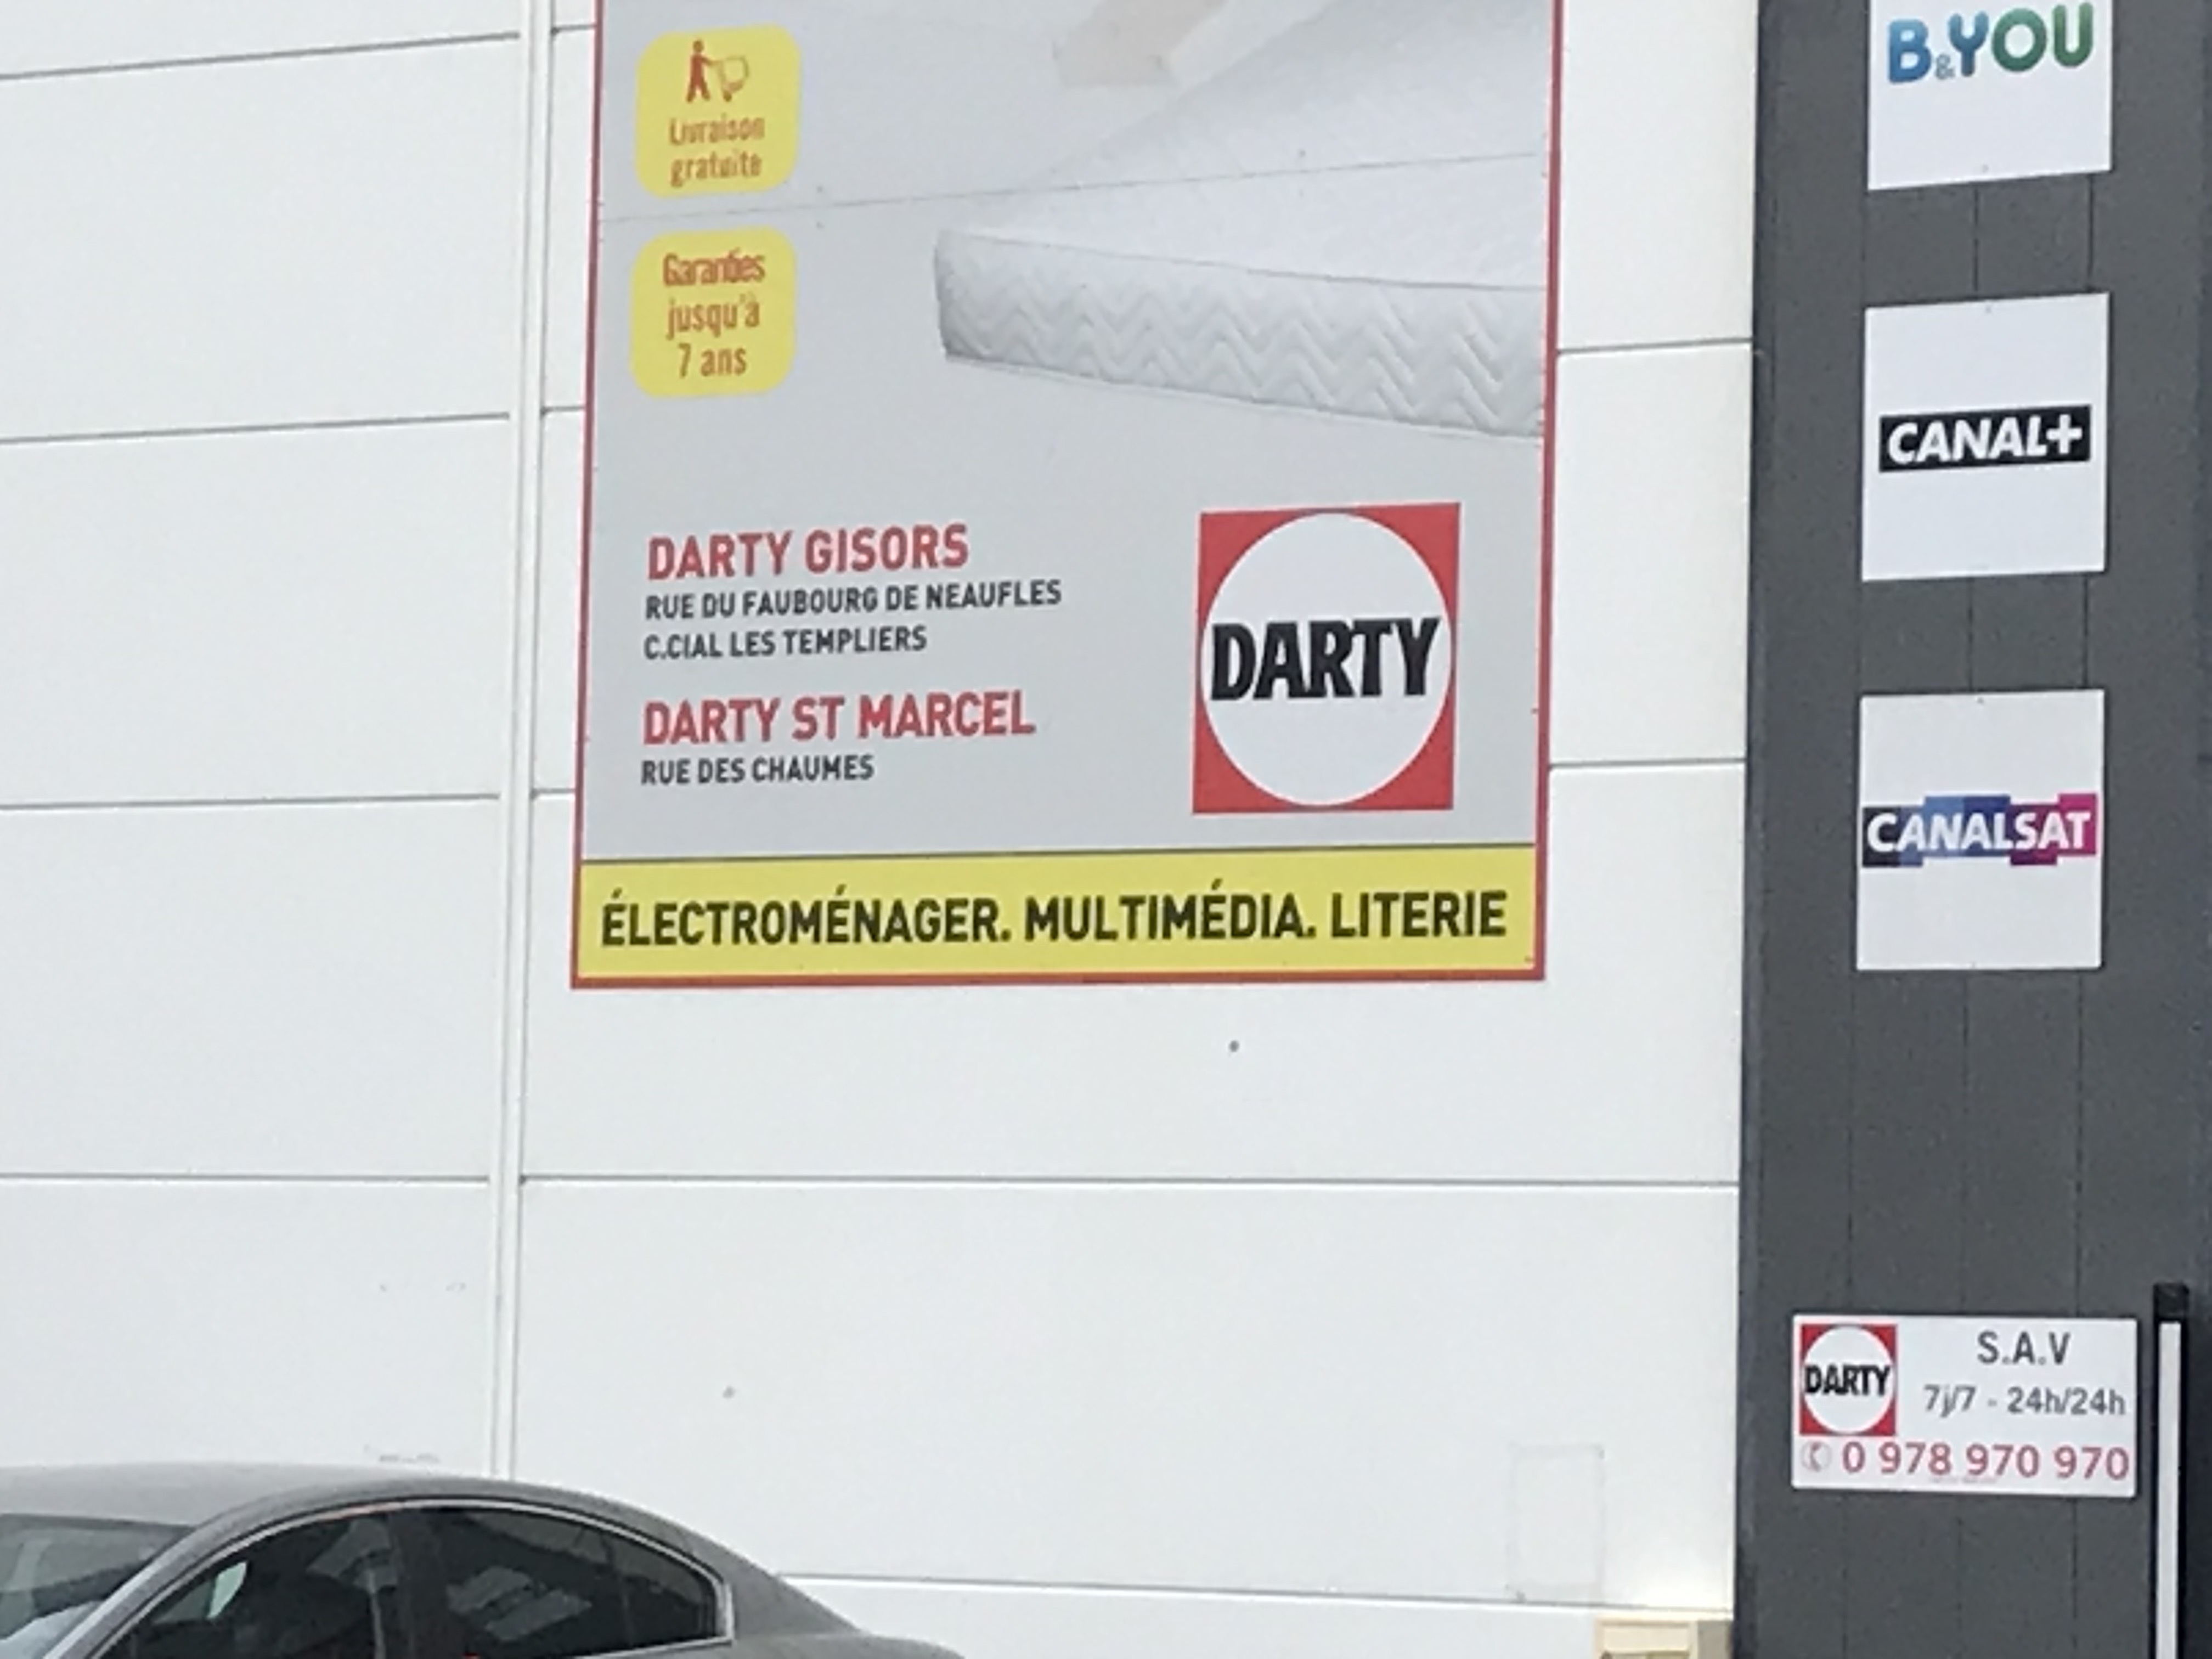 Livraison
gratuite
Garanties
jusqu'à
7 ans
DARTY GISORS
RUE DU FAUBOURG DE NEAUFLES
C.CIAL LES TEMPLIERS
DARTY ST MARCEL
RUE DES CHAUMES
DARTY
ÉLECTROMÉNAGER. MULTIMÉDIA. LITERIE
B&YOU
CANAL+
CANALSAT
DARTY
S.A.V
7j/7 - 24h/24h
0 978 970 970